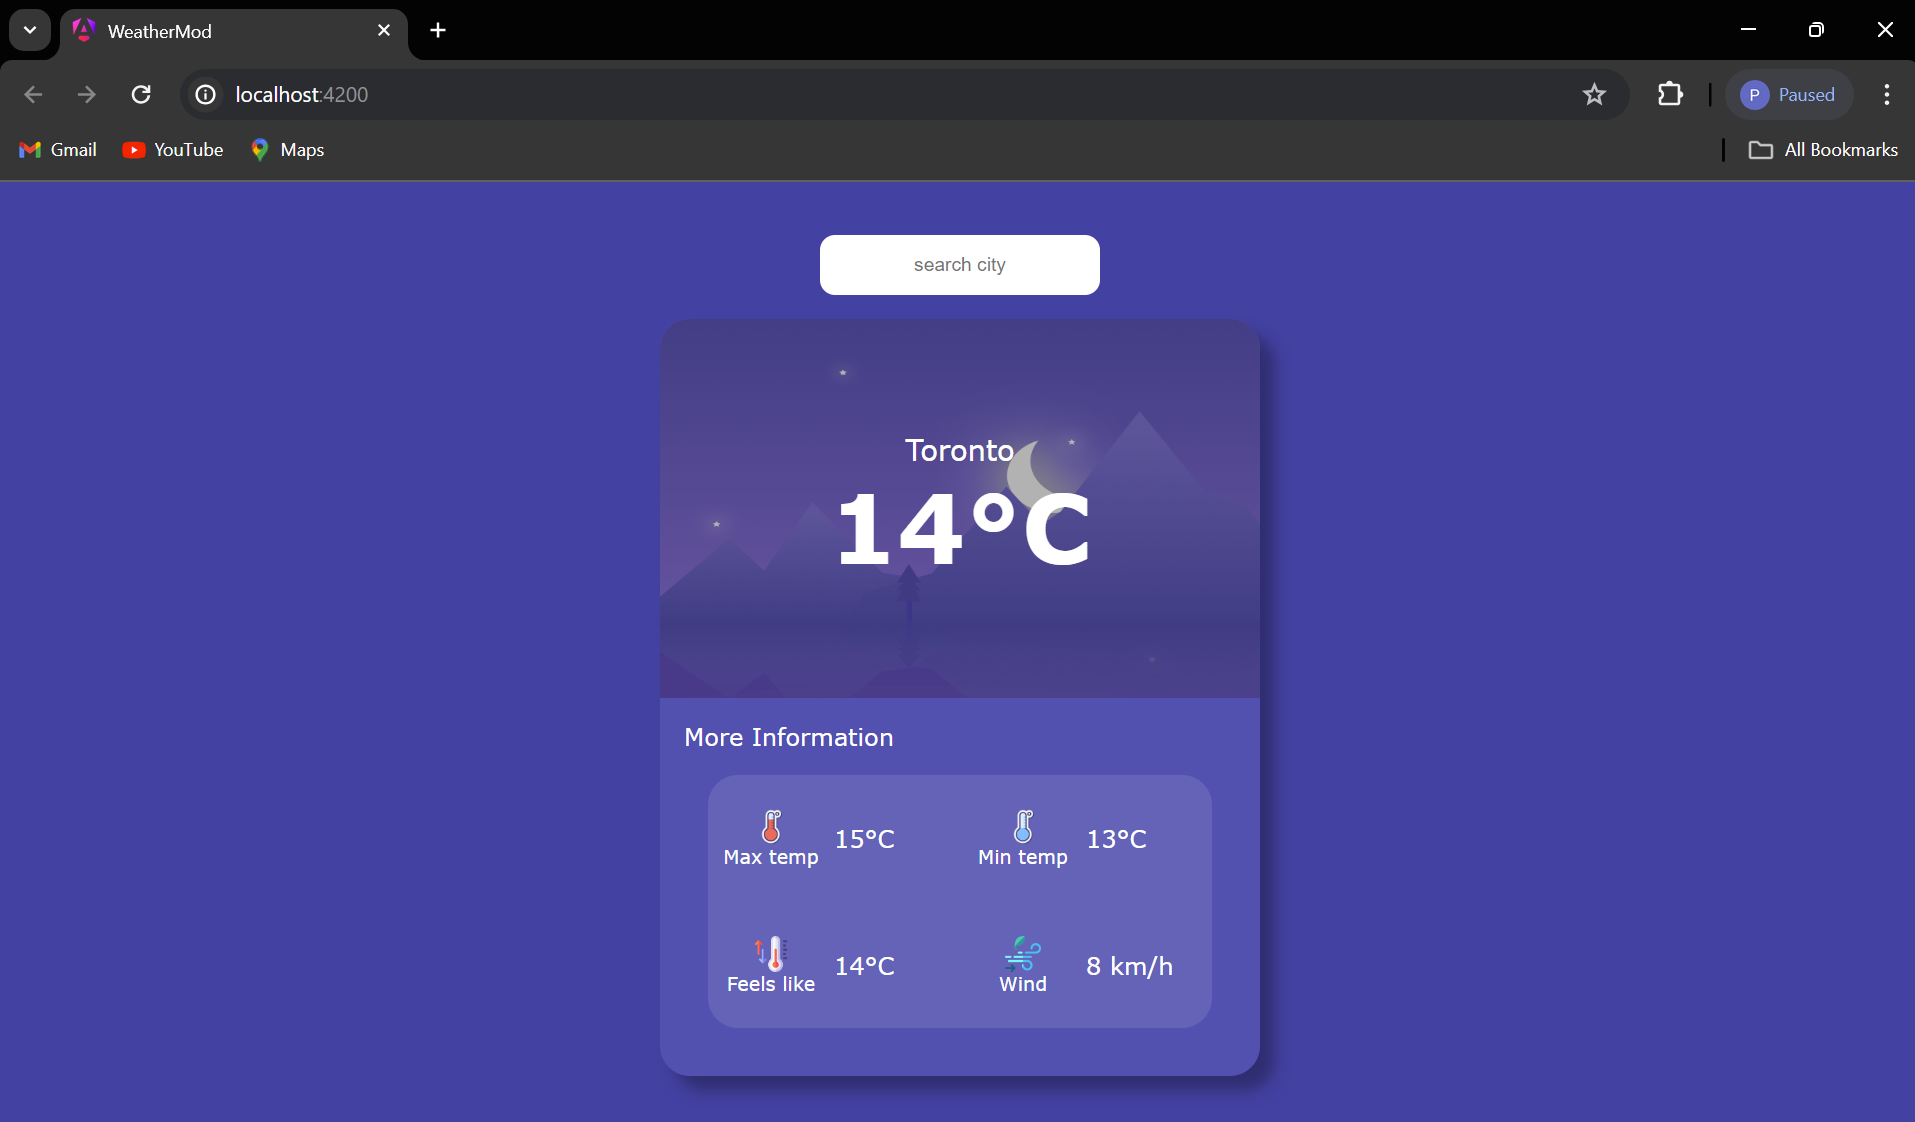 WeatherMod
localhost:4200
P Paused
Gmail YouTube Maps All Bookmarks
search city
Toronto
14°C
More Information
15°C 13°C
Max temp Min temp
14°C 8 km/h
Feels like Wind